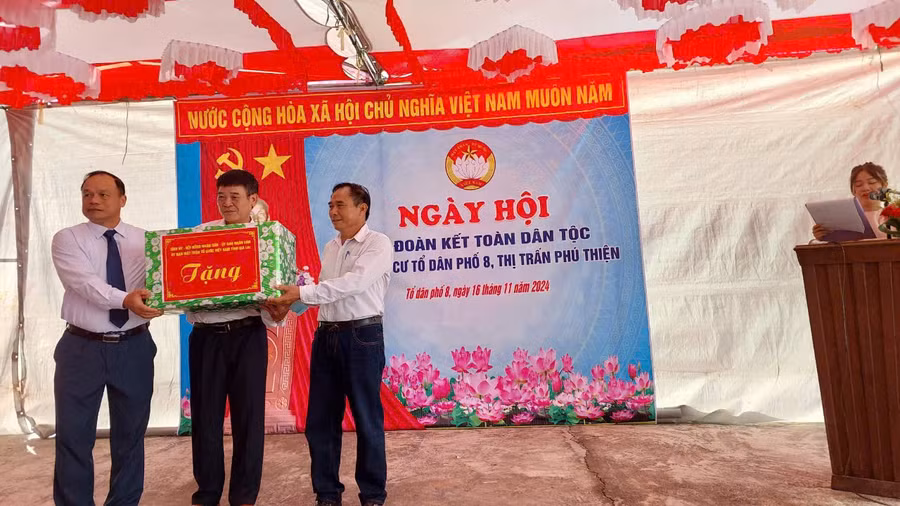 NƯỚC CỘNG HÒA XÃ HỘI CHỦ NGHĨA VIỆT NAM MUÔN NĂM
NGÀY HỘI
ĐOÀN KẾT TOÀN DÂN TỘC
CƯ TỔ DÂN PHỐ 8, THỊ TRẤN PHÚ THIỆN
Tổ dân phố 8, ngày 16 tháng 11 năm 2024
Tặng